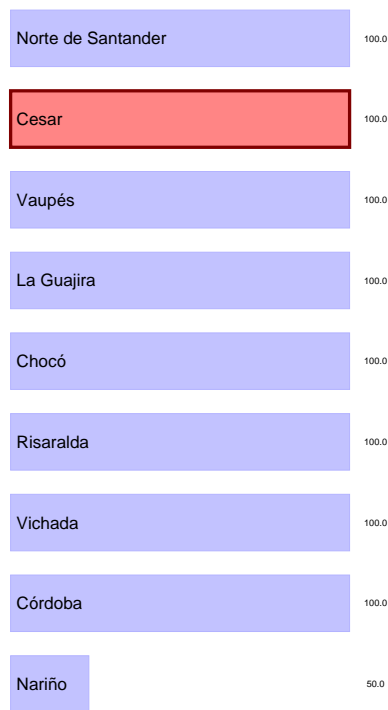 Norte de Santander 100.0
Cesar 100.0
Vaupés 100.0
La Guajira 100.0
Chocó 100.0
Risaralda 100.0
Vichada 100.0
Córdoba 100.0
Nariño 50.0